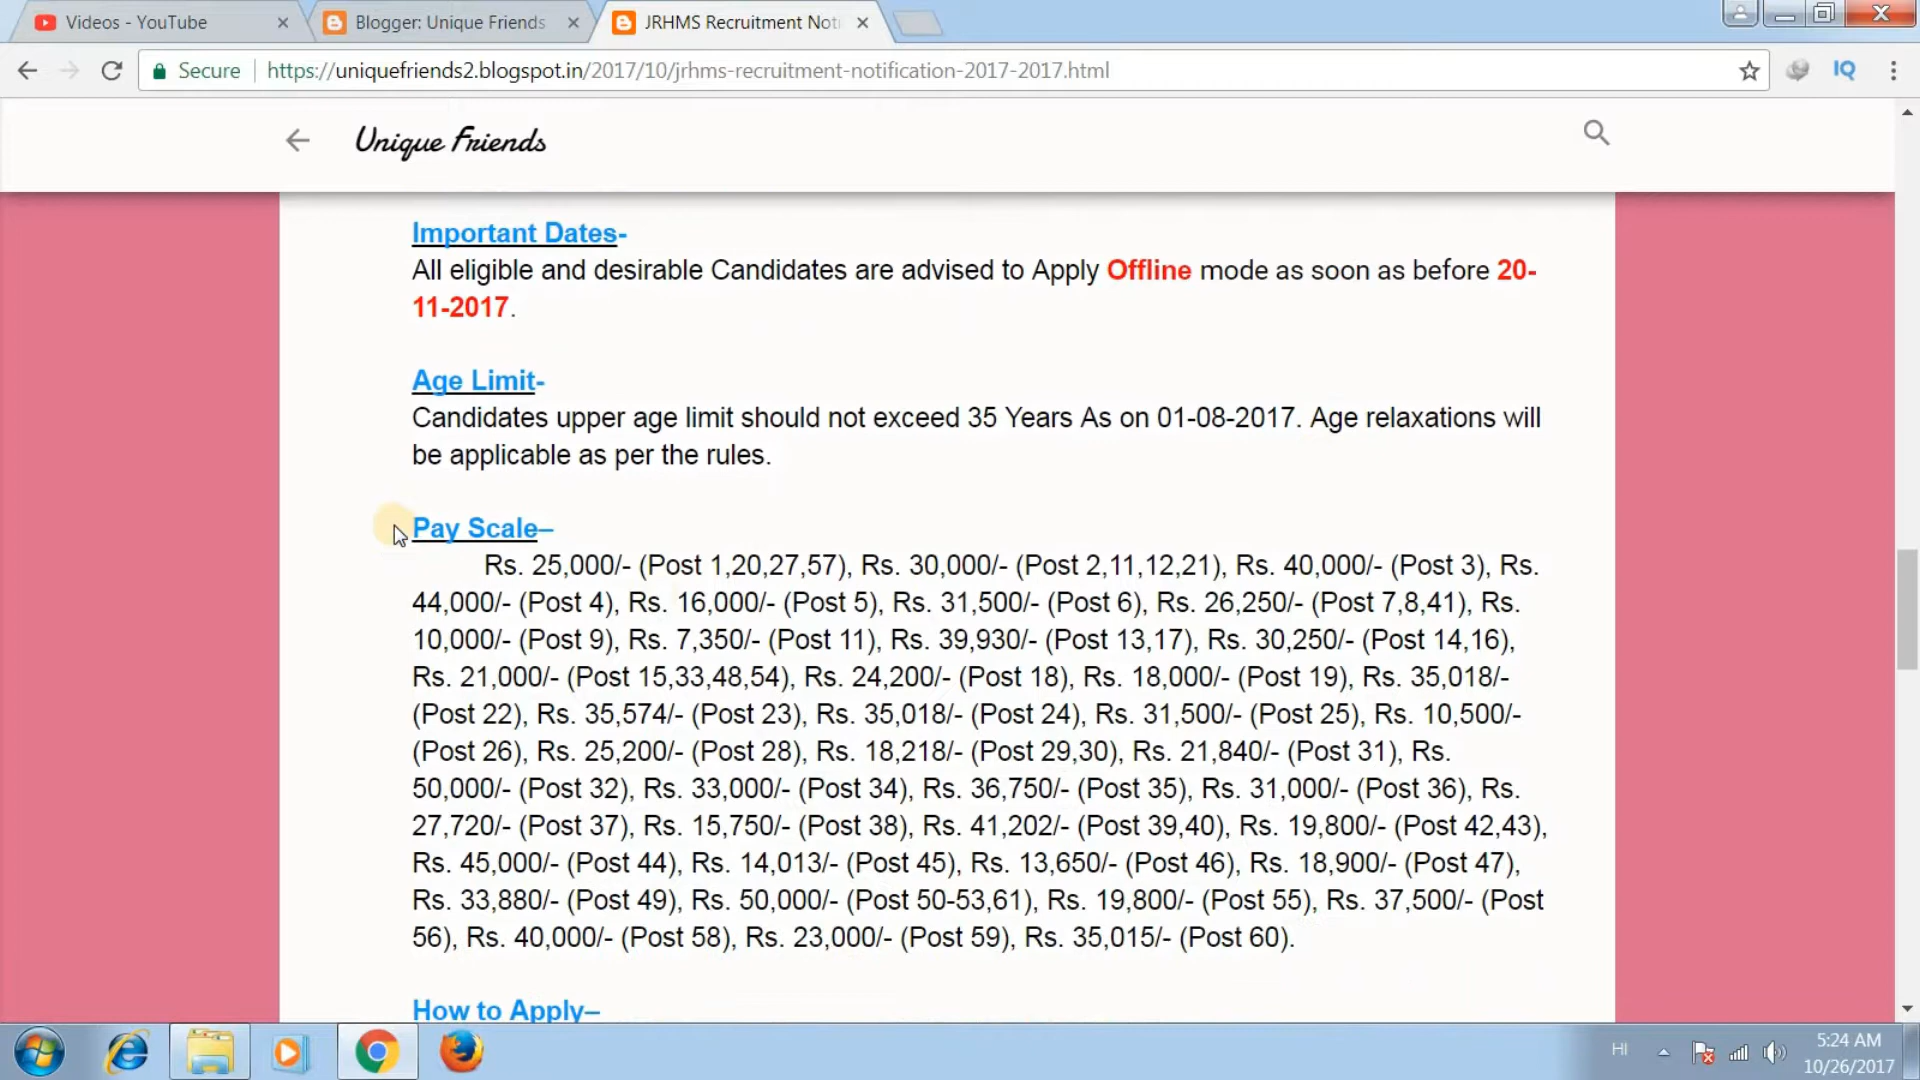 Videos - YouTube
Blogger: Unique Friends
JRHMS Recruitment Noti
Secure
https://uniquefriends2.blogspot.in/2017/10/jrhms-recruitment-notification-2017-2017.html
IQ
Unique Friends
Important Dates-
All eligible and desirable Candidates are advised to Apply Offline mode as soon as before 20-
11-2017.
Age Limit-
Candidates upper age limit should not exceed 35 Years As on 01-08-2017. Age relaxations will
be applicable as per the rules.
Pay Scale–
Rs. 25,000/- (Post 1,20,27,57), Rs. 30,000/- (Post 2,11,12,21), Rs. 40,000/- (Post 3), Rs.
44,000/- (Post 4), Rs. 16,000/- (Post 5), Rs. 31,500/- (Post 6), Rs. 26,250/- (Post 7,8,41), Rs.
10,000/- (Post 9), Rs. 7,350/- (Post 11), Rs. 39,930/- (Post 13,17), Rs. 30,250/- (Post 14,16),
Rs. 21,000/- (Post 15,33,48,54), Rs. 24,200/- (Post 18), Rs. 18,000/- (Post 19), Rs. 35,018/-
(Post 22), Rs. 35,574/- (Post 23), Rs. 35,018/- (Post 24), Rs. 31,500/- (Post 25), Rs. 10,500/-
(Post 26), Rs. 25,200/- (Post 28), Rs. 18,218/- (Post 29,30), Rs. 21,840/- (Post 31), Rs.
50,000/- (Post 32), Rs. 33,000/- (Post 34), Rs. 36,750/- (Post 35), Rs. 31,000/- (Post 36), Rs.
27,720/- (Post 37), Rs. 15,750/- (Post 38), Rs. 41,202/- (Post 39,40), Rs. 19,800/- (Post 42,43),
Rs. 45,000/- (Post 44), Rs. 14,013/- (Post 45), Rs. 13,650/- (Post 46), Rs. 18,900/- (Post 47),
Rs. 33,880/- (Post 49), Rs. 50,000/- (Post 50-53,61), Rs. 19,800/- (Post 55), Rs. 37,500/- (Post
56), Rs. 40,000/- (Post 58), Rs. 23,000/- (Post 59), Rs. 35,015/- (Post 60).
How to Apply–
HI
5:24 AM
10/26/2017